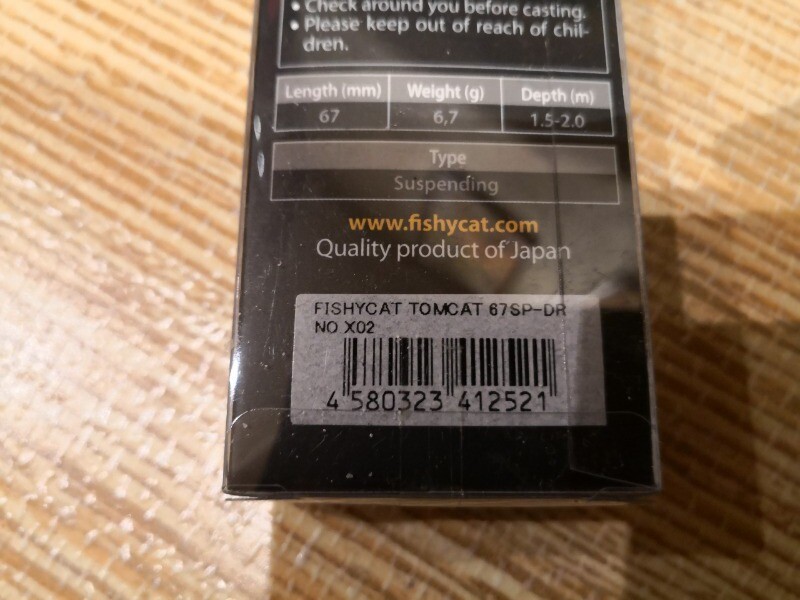 • Check around you before casting.
• Please keep out of reach of chil-
dren.
Length (mm) Weight (g) Depth (m)
67 6,7 1.5-2.0
Type
Suspending
www.fishycat.com
Quality product of Japan
FISHYCAT TOMCAT 67SP-DR
NO X02
4 580323 412521